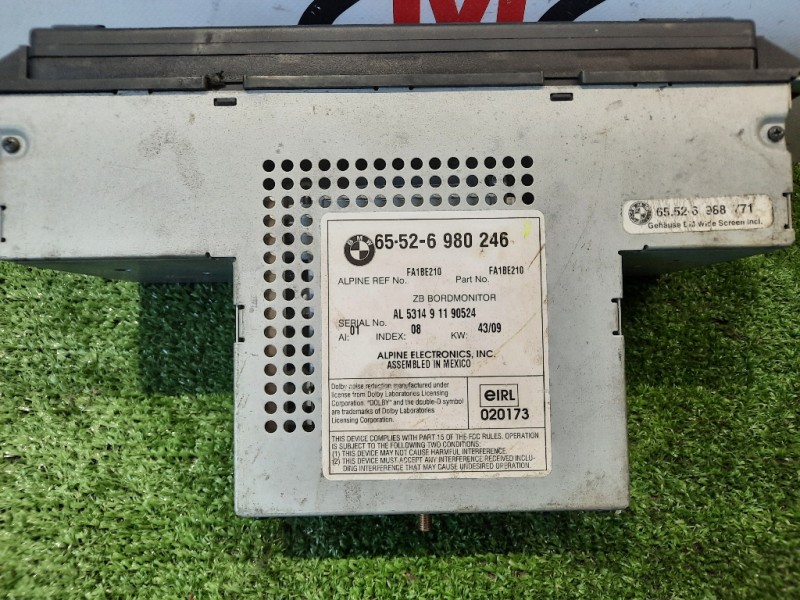 M
BMW
65·52-6 980 246
FA1BE210 FA1BE210
ALPINE REF No. Part No.
ZB BORDMONITOR
AL 5314 9 11 90524
SERIAL No.
AI: 01 INDEX: 08 KW: 43/09
ALPINE ELECTRONICS, INC.
ASSEMBLED IN MEXICO
Dolby noise reduction manufactured under
license from Dolby Laboratories Licensing
Corporation. "DOLBY" and the double-D symbol
are trademarks of Dolby Laboratories
Licensing Corporation.
eIRL
020173
THIS DEVICE COMPLIES WITH PART 15 OF THE FCC RULES. OPERATION
IS SUBJECT TO THE FOLLOWING TWO CONDITIONS:
(1) THIS DEVICE MAY NOT CAUSE HARMFUL INTERFERENCE.
(2) THIS DEVICE MUST ACCEPT ANY INTERFERENCE RECEIVED INCLU-
DING INTERFERENCE THAT MAY CAUSE UNDESIRED OPERATION.
65.52-6 968
Gehäuse Wide Screen incl.